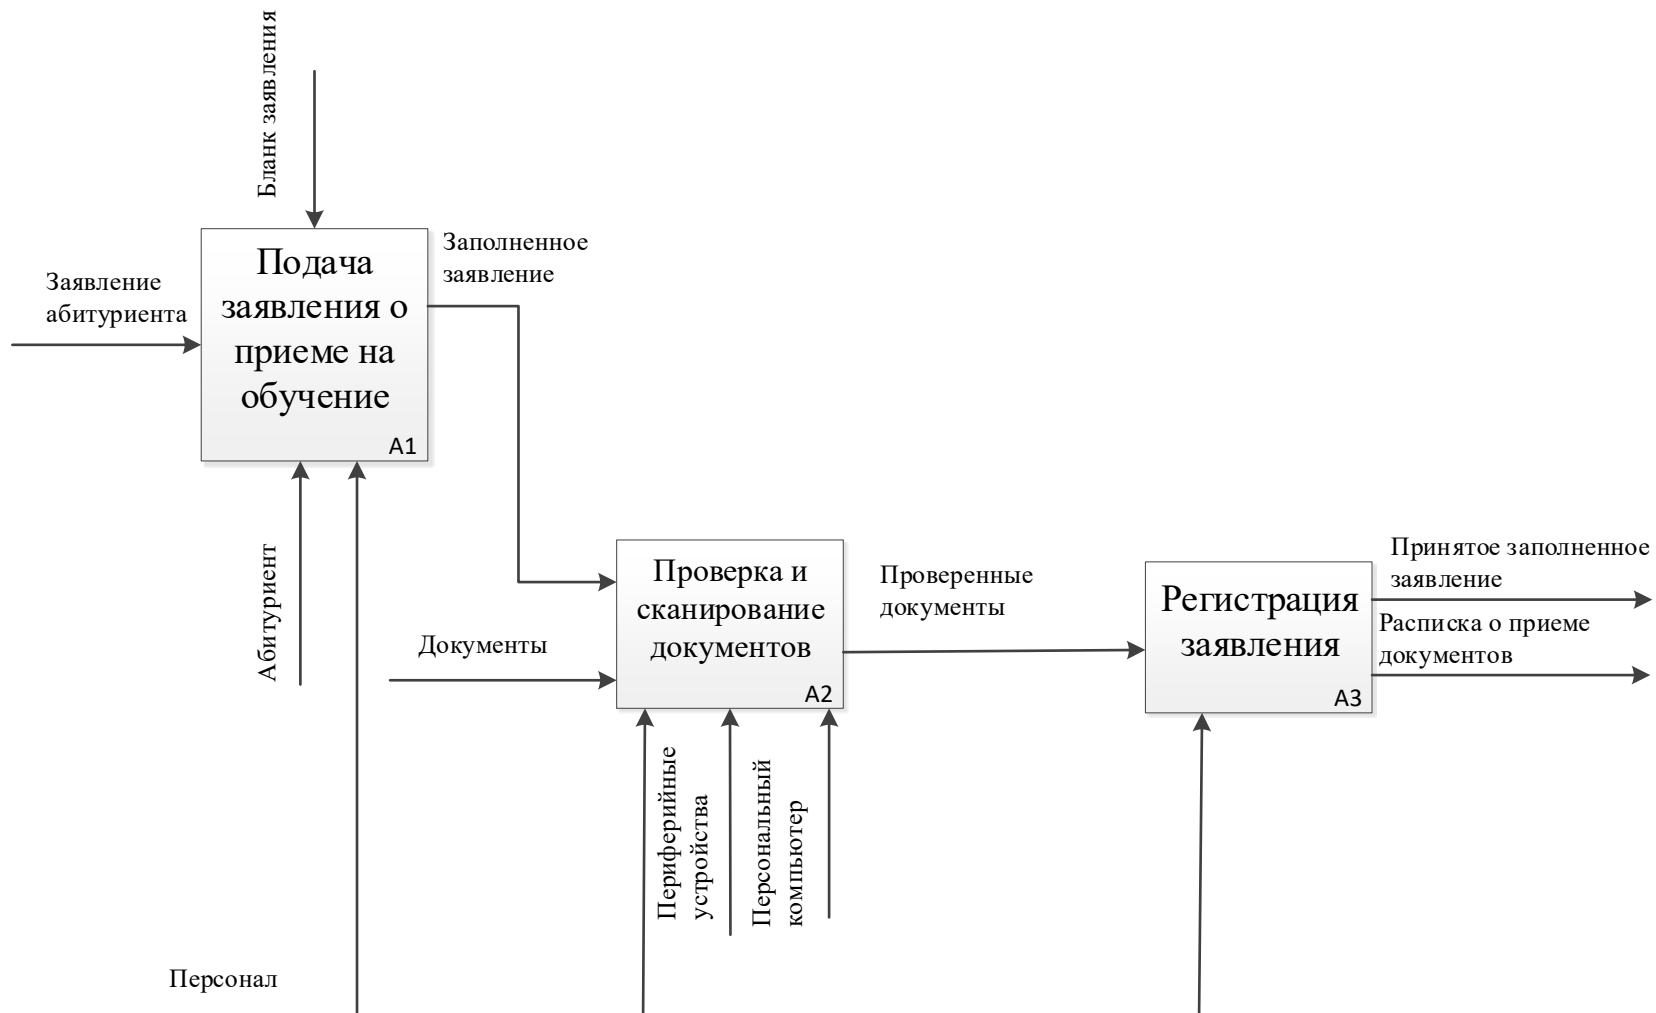 Бланк заявления
Подача
заявления о
приеме на
обучение
A1
Заполненное
заявление
Заявление
абитуриента
Абитуриент
Проверка и
сканирование
документов
A2
Документы
Проверенные
документы
Регистрация
заявления
A3
Принятое заполненное
заявление
Расписка о приеме
документов
Периферийные
устройства
Персональный
компьютер
Персонал